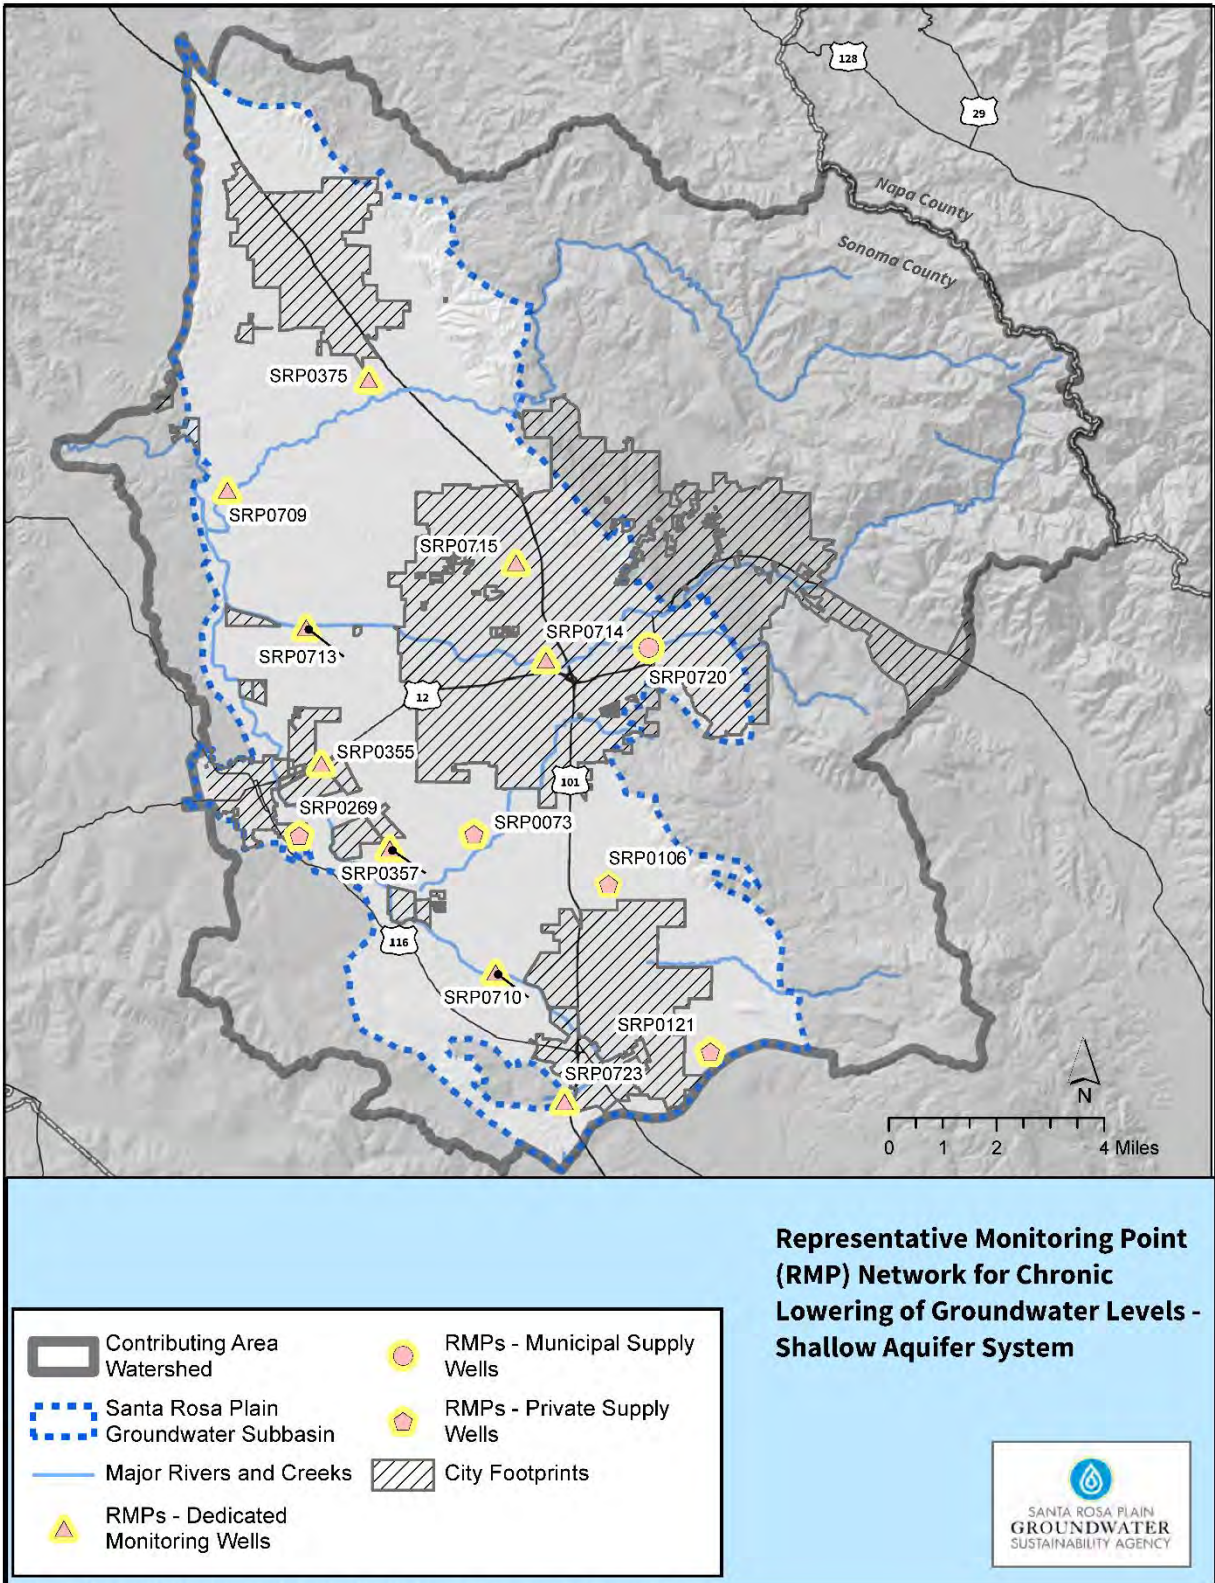 128
29
Napa County
Sonoma County
SRP0375
SRP0709
SRP0715
SRP0714
SRP0713
SRP0720
12
SRP0355
101
SRP0269
SRP0073
SRP0357
SRP0106
116
SRP0710
SRP0121
SRP0723
N
0 1 2 4 Miles
Representative Monitoring Point
(RMP) Network for Chronic
Lowering of Groundwater Levels -
Shallow Aquifer System
Contributing Area
Watershed
Santa Rosa Plain
Groundwater Subbasin
Major Rivers and Creeks
RMPs - Dedicated
Monitoring Wells
RMPs - Municipal Supply
Wells
RMPs - Private Supply
Wells
City Footprints
SANTA ROSA PLAIN
GROUNDWATER
SUSTAINABILITY AGENCY